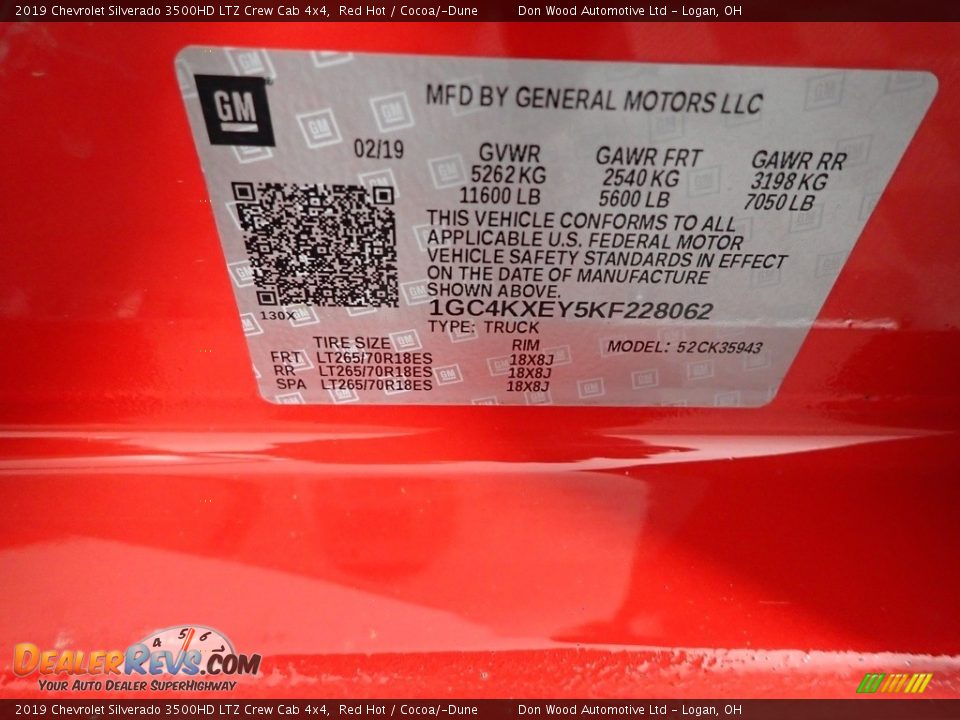 2019 Chevrolet Silverado 3500HD LTZ Crew Cab 4x4, Red Hot / Cocoa/­Dune Don Wood Automotive Ltd - Logan, OH
GM
MFD BY GENERAL MOTORS LLC
02/19 GVWR GAWR FRT GAWR RR
5262 KG 2540 KG 3198 KG
11600 LB 5600 LB 7050 LB
THIS VEHICLE CONFORMS TO ALL
APPLICABLE U.S. FEDERAL MOTOR
VEHICLE SAFETY STANDARDS IN EFFECT
ON THE DATE OF MANUFACTURE
SHOWN ABOVE.
130X
1GC4KXEY5KF228062
TYPE: TRUCK
TIRE SIZE RIM MODEL: 52CK35943
FRT LT265/70R18ES 18X8J
RR LT265/70R18ES 18X8J
SPA LT265/70R18ES 18X8J
4 5 6
DealerRevs.com
Your Auto Dealer SuperHighway
2019 Chevrolet Silverado 3500HD LTZ Crew Cab 4x4, Red Hot / Cocoa/­Dune Don Wood Automotive Ltd - Logan, OH